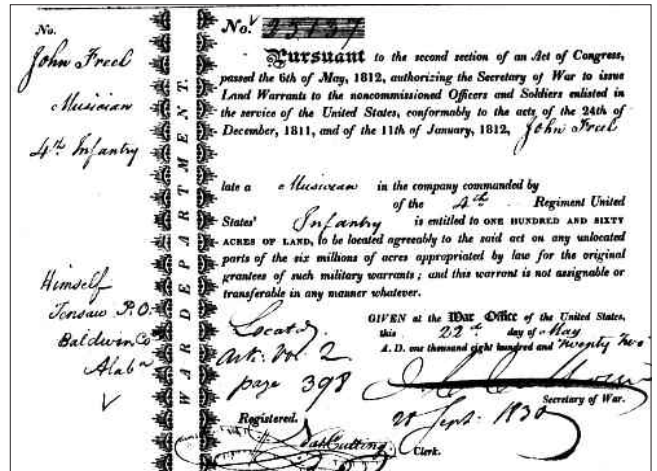 No.
John Freel
Musician
4th Infantry
Himself
Tensaw P.O.
Baldwin Co
Alaba
WAR DEPARTMENT.
No. 25137
Pursuant to the second section of an Act of Congress,
passed the 6th of May, 1812, authorizing the Secretary of War to issue
Land Warrants to the noncommissioned Officers and Soldiers enlisted in
the service of the United States, conformably to the acts of the 24th of
December, 1811, and of the 11th of January, 1812, John Freel
late a Musician in the company commanded by
of the 4th Regiment United
States' Infantry is entitled to ONE HUNDRED AND SIXTY
ACRES OF LAND, to be located agreeably to the said act on any unlocated
parts of the six millions of acres appropriated by law for the original
grantees of such military warrants; and this warrant is not assignable or
transferable in any manner whatever.
GIVEN at the War Office of the United States,
this 22d day of May
A. D. one thousand eight hundred and Twenty Two
Located
Ark: Vol. 2
page 398
Secretary of War.
28 Sept. 1830
Registered.
Cutting
Clerk.